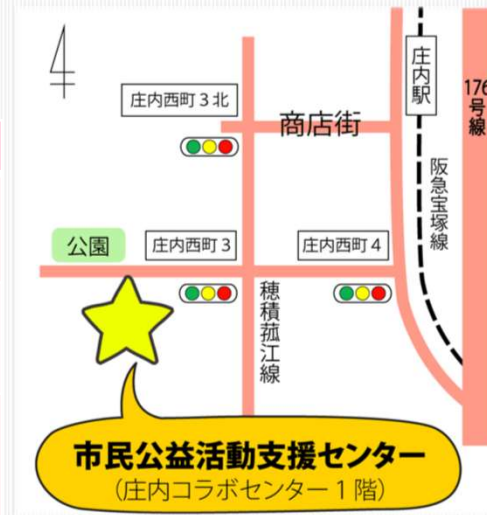 庄内駅
176号線
庄内西町3北
商店街
阪急宝塚線
公園
庄内西町3
庄内西町4
穂積菰江線
市民公益活動支援センター
(庄内コラボセンター1階)